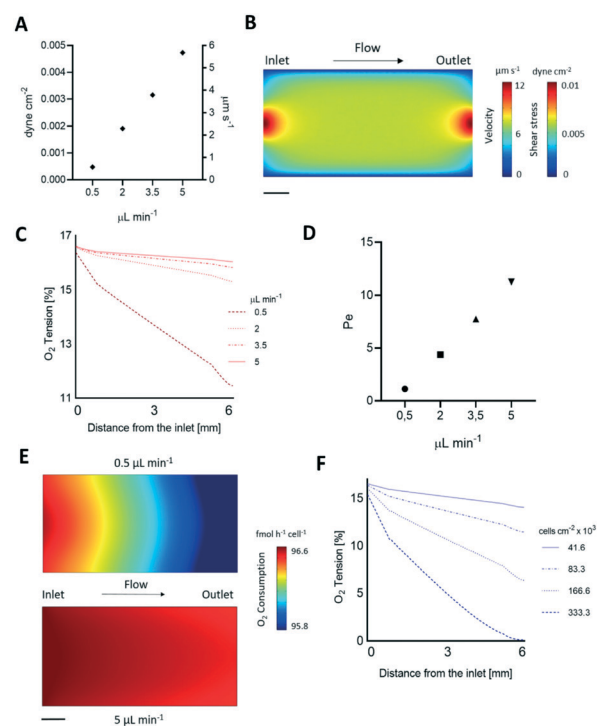 A
0.005
0.004
0.003
0.002
0.001
0.000
dyne cm-2
6
5
4
3
2
1
0
µm s-1
0.5 2 3.5 5
µL min-1
B
Inlet Flow Outlet
µm s-1 dyne cm-2
12 0.01
6 0.005
0 0
Velocity
Shear stress
C
17
16
14
13
11
O2 Tension [%]
0 3 6
Distance from the inlet [mm]
µL min-1
0.5
2
3.5
5
D
15
10
5
0
Pe
0,5 2 3,5 5
µL min-1
E
0.5 µL min-1
Flow
Inlet Outlet
5 µL min-1
fmol h-1 cell-1
96.6
95.8
O2 Consumption
F
15
10
5
0
O2 Tension [%]
0 3 6
Distance from the inlet [mm]
cells cm-2 x 103
41.6
83.3
166.6
333.3